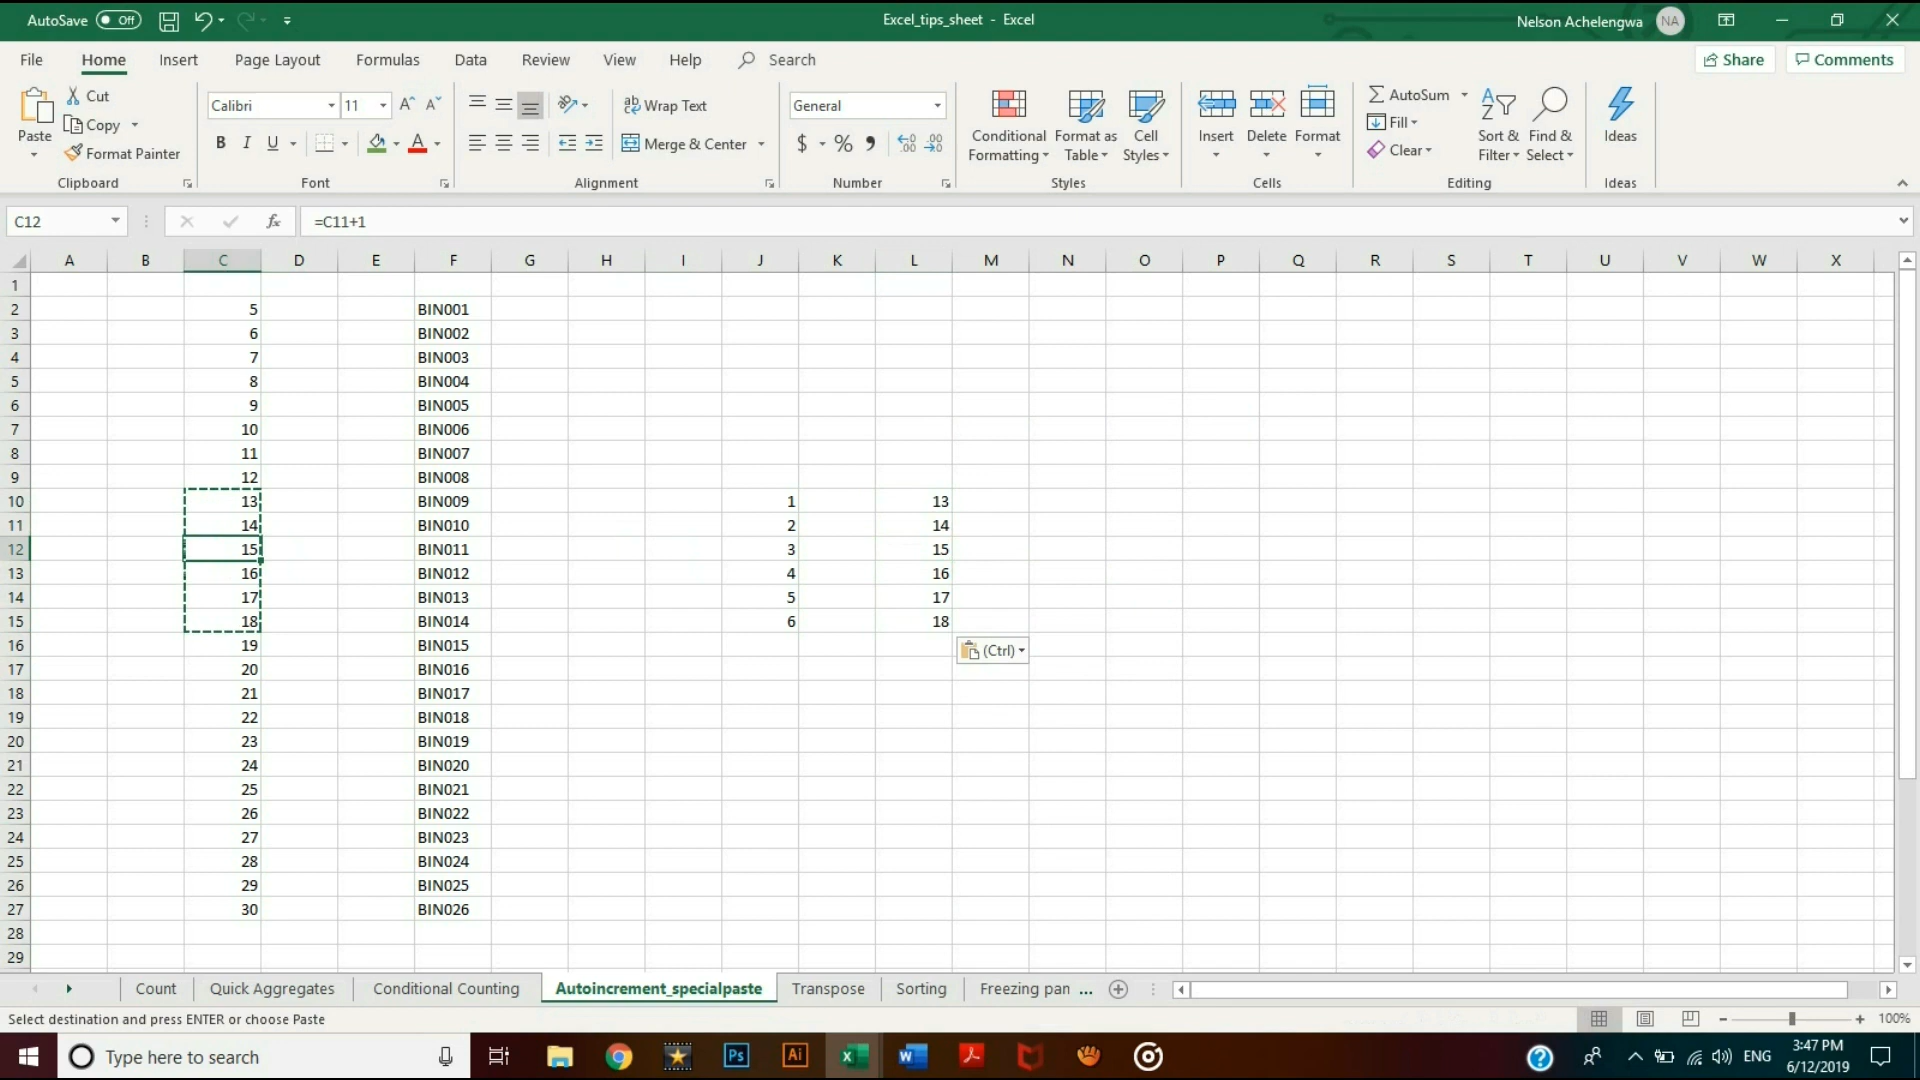 AutoSave Off
Excel_tips_sheet - Excel
Nelson Achelengwa NA
File Home Insert Page Layout Formulas Data Review View Help Search Share Comments
Paste
Cut
Copy
Format Painter
Clipboard
Calibri 11
B I U A
Font
Wrap Text
Merge & Center
Alignment
General
$ % ,
Number
Conditional Formatting
Format as Table
Cell Styles
Styles
Insert Delete Format
Cells
AutoSum
Fill
Clear
Sort & Filter
Find & Select
Editing
Ideas
Ideas
C12 fx =C11+1
A B C D E F G H I J K L M N O P Q R S T U V W X
1
2 5 BIN001
3 6 BIN002
4 7 BIN003
5 8 BIN004
6 9 BIN005
7 10 BIN006
8 11 BIN007
9 12 BIN008
10 13 BIN009 1 13
11 14 BIN010 2 14
12 15 BIN011 3 15
13 16 BIN012 4 16
14 17 BIN013 5 17
15 18 BIN014 6 18
16 19 BIN015
(Ctrl)
17 20 BIN016
18 21 BIN017
19 22 BIN018
20 23 BIN019
21 24 BIN020
22 25 BIN021
23 26 BIN022
24 27 BIN023
25 28 BIN024
26 29 BIN025
27 30 BIN026
28
29
Count Quick Aggregates Conditional Counting Autoincrement_specialpaste Transpose Sorting Freezing pan ...
Select destination and press ENTER or choose Paste 100%
Type here to search Ps Ai ENG 3:47 PM
6/12/2019